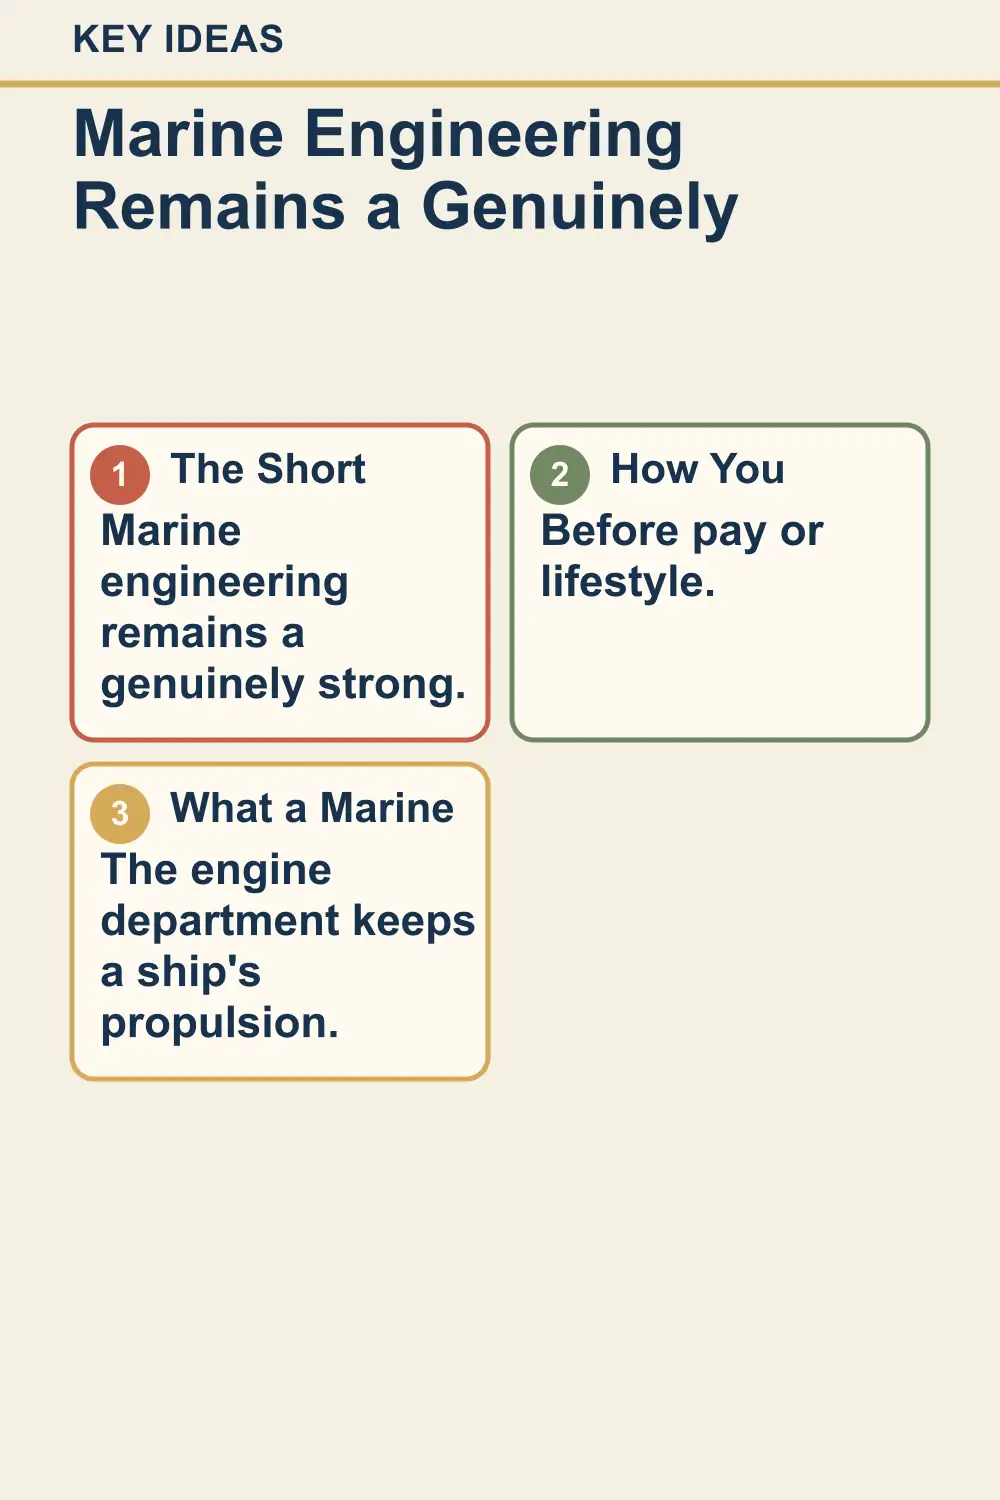 KEY IDEAS
Marine Engineering
Remains a Genuinely
1 The Short
Marine
engineering
remains a
genuinely strong.
2 How You
Before pay or
lifestyle.
3 What a Marine
The engine
department keeps
a ship's
propulsion.